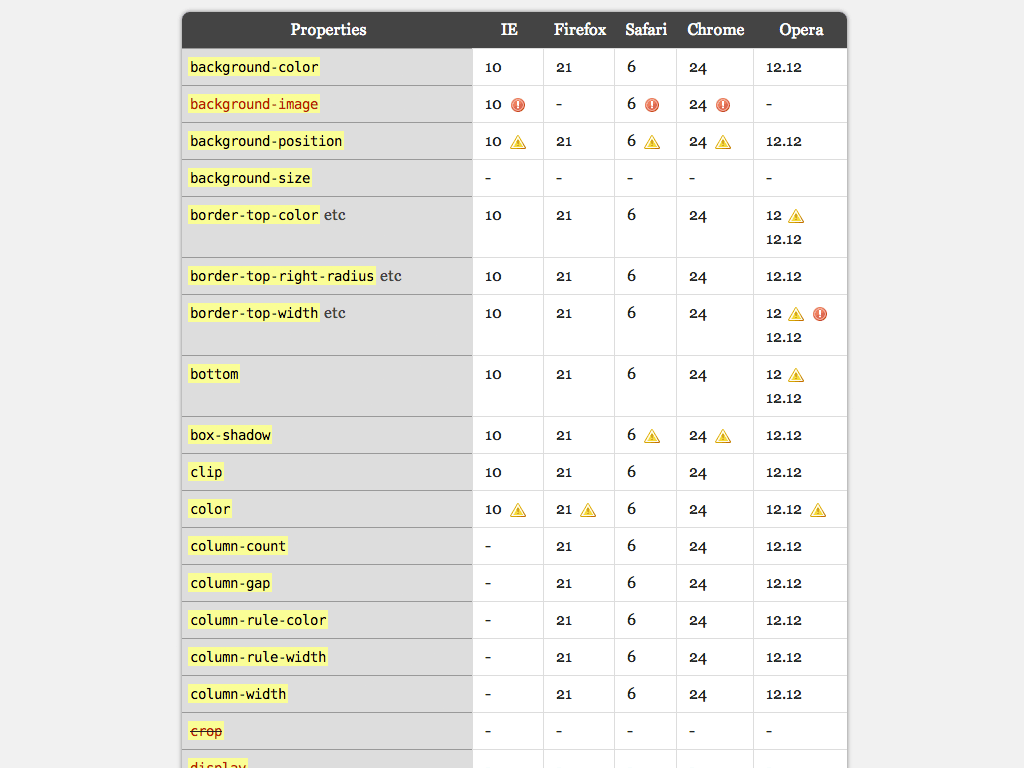 Properties IE Firefox Safari Chrome Opera
background-color 10 21 6 24 12.12
background-image 10 - 6 24 -
background-position 10 21 6 24 12.12
background-size - - - - -
border-top-color etc 10 21 6 24 12
12.12
border-top-right-radius etc 10 21 6 24 12.12
border-top-width etc 10 21 6 24 12
12.12
bottom 10 21 6 24 12
12.12
box-shadow 10 21 6 24 12.12
clip 10 21 6 24 12.12
color 10 21 6 24 12.12
column-count - 21 6 24 12.12
column-gap - 21 6 24 12.12
column-rule-color - 21 6 24 12.12
column-rule-width - 21 6 24 12.12
column-width - 21 6 24 12.12
crop - - - - -
display